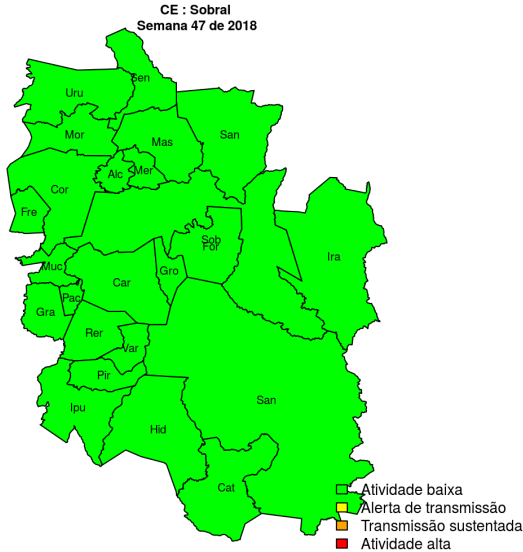 CE : Sobral
Semana 47 de 2018
Sen
Uru
Mor
Mas
San
Alc
Mer
Cor
Fre
Sob
For
Ira
Muc
Gro
Car
Pac
Gra
Rer
Var
Pir
San
Ipu
Hid
Cat
Atividade baixa
Alerta de transmissão
Transmissão sustentada
Atividade alta